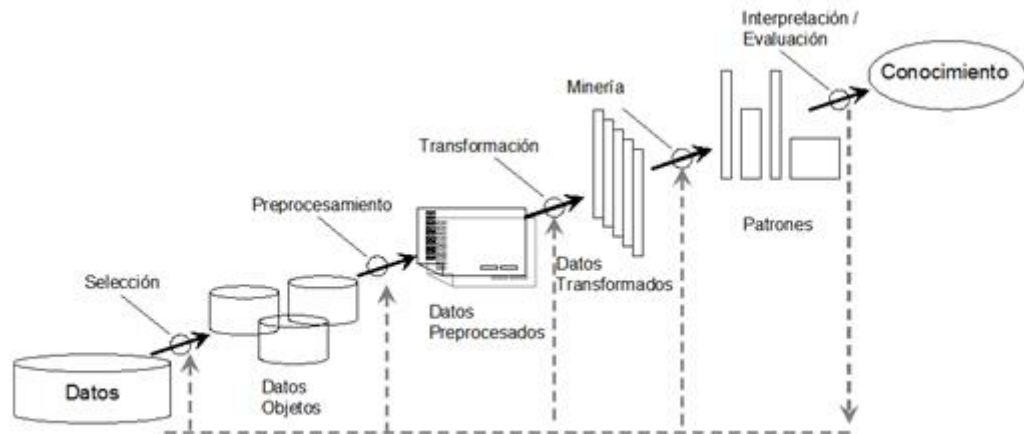 Datos
Selección
Datos
Objetos
Preprocesamiento
Datos
Preprocesados
Transformación
Datos
Transformados
Minería
Patrones
Interpretación /
Evaluación
Conocimiento